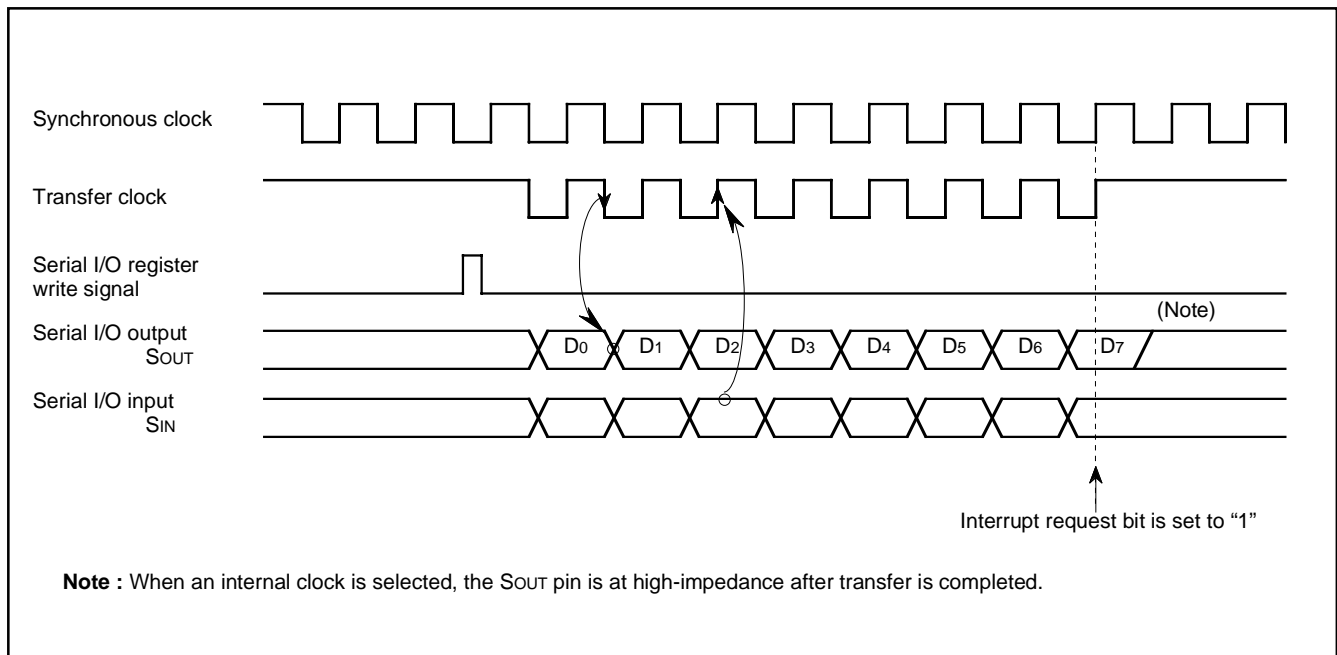 Synchronous clock
Transfer clock
Serial I/O register
write signal
(Note)
Serial I/O output
SOUT
D0 D1 D2 D3 D4 D5 D6 D7
Serial I/O input
SIN
Interrupt request bit is set to “1”
Note : When an internal clock is selected, the SOUT pin is at high-impedance after transfer is completed.